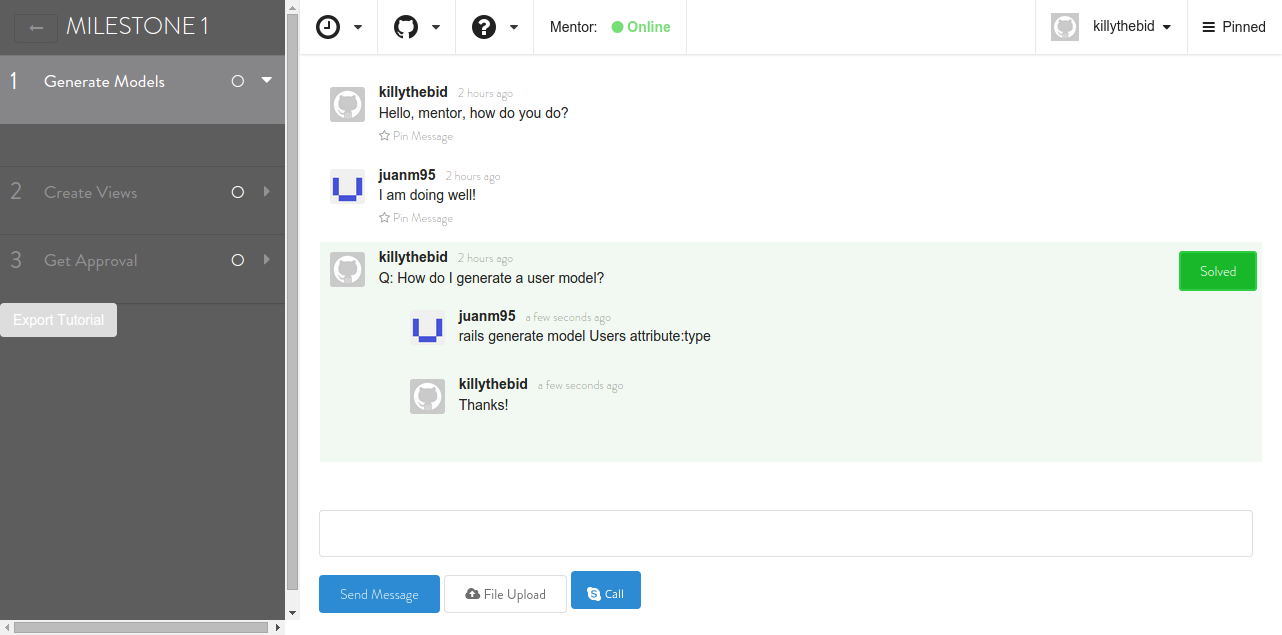 ← MILESTONE 1
1 Generate Models
2 Create Views
3 Get Approval
Export Tutorial
Mentor: Online
killythebid
Pinned
killythebid 2 hours ago
Hello, mentor, how do you do?
Pin Message
juanm95 2 hours ago
I am doing well!
Pin Message
killythebid 2 hours ago
Q: How do I generate a user model?
Solved
juanm95 a few seconds ago
rails generate model Users attribute:type
killythebid a few seconds ago
Thanks!
Send Message
File Upload
Call